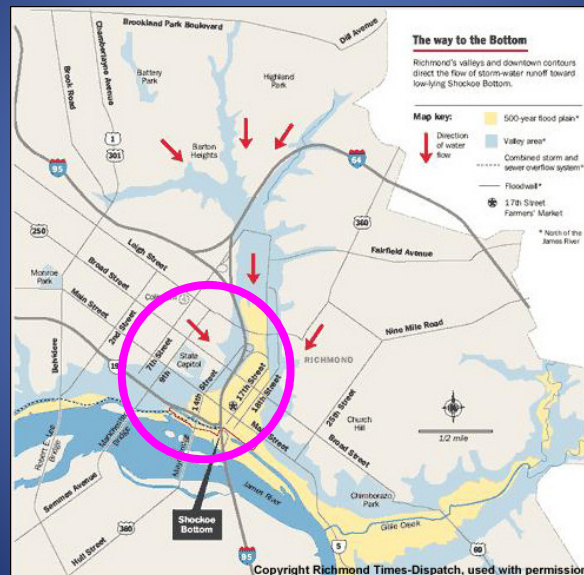 Brookland Park Boulevard
Dill Avenue
Chamberlayne Avenue
Brook Road
Battery
Park
Highland
Park
1
301
Barton
Heights
95
64
360
250
Leigh Street
Broad Street
Main Street
Fairfield Avenue
Monroe
Park
2nd Street
7th Street
9th
State
Capitol
14th Street
17th Street
18th Street
Main Street
Nine Mile Road
RICHMOND
25th Street
Church
Hill
Broad Street
1/2 mile
Belvidere
Robert E. Lee
Bridge
Manchester
Bridge
Semmes Avenue
Hull Street
360
James River
Shockoe
Bottom
Chimborazo
Park
Gillie Creek
5
60
95
The way to the Bottom
Richmond's valleys and downtown contours
direct the flow of storm-water runoff toward
low-lying Shockoe Bottom.
Map key:
Direction
of water
flow
500-year flood plain*
Valley area*
Combined storm and
sewer overflow system*
Floodwall*
17th Street
Farmers' Market
* North of the
James River
Copyright Richmond Times-Dispatch, used with permission